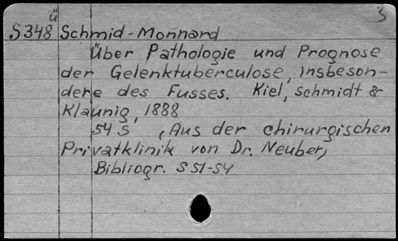 ü 3
S348 Schmid-Monnard
Über Pathologie und Prognose
der Gelenktuberculose, insbeson-
dere des Fusses. Kiel, Schmidt &
Klaunig, 1888
54 S , (Aus der chirurgischen
Privatklinik von Dr. Neuber)
Bibliogr. S 51-54